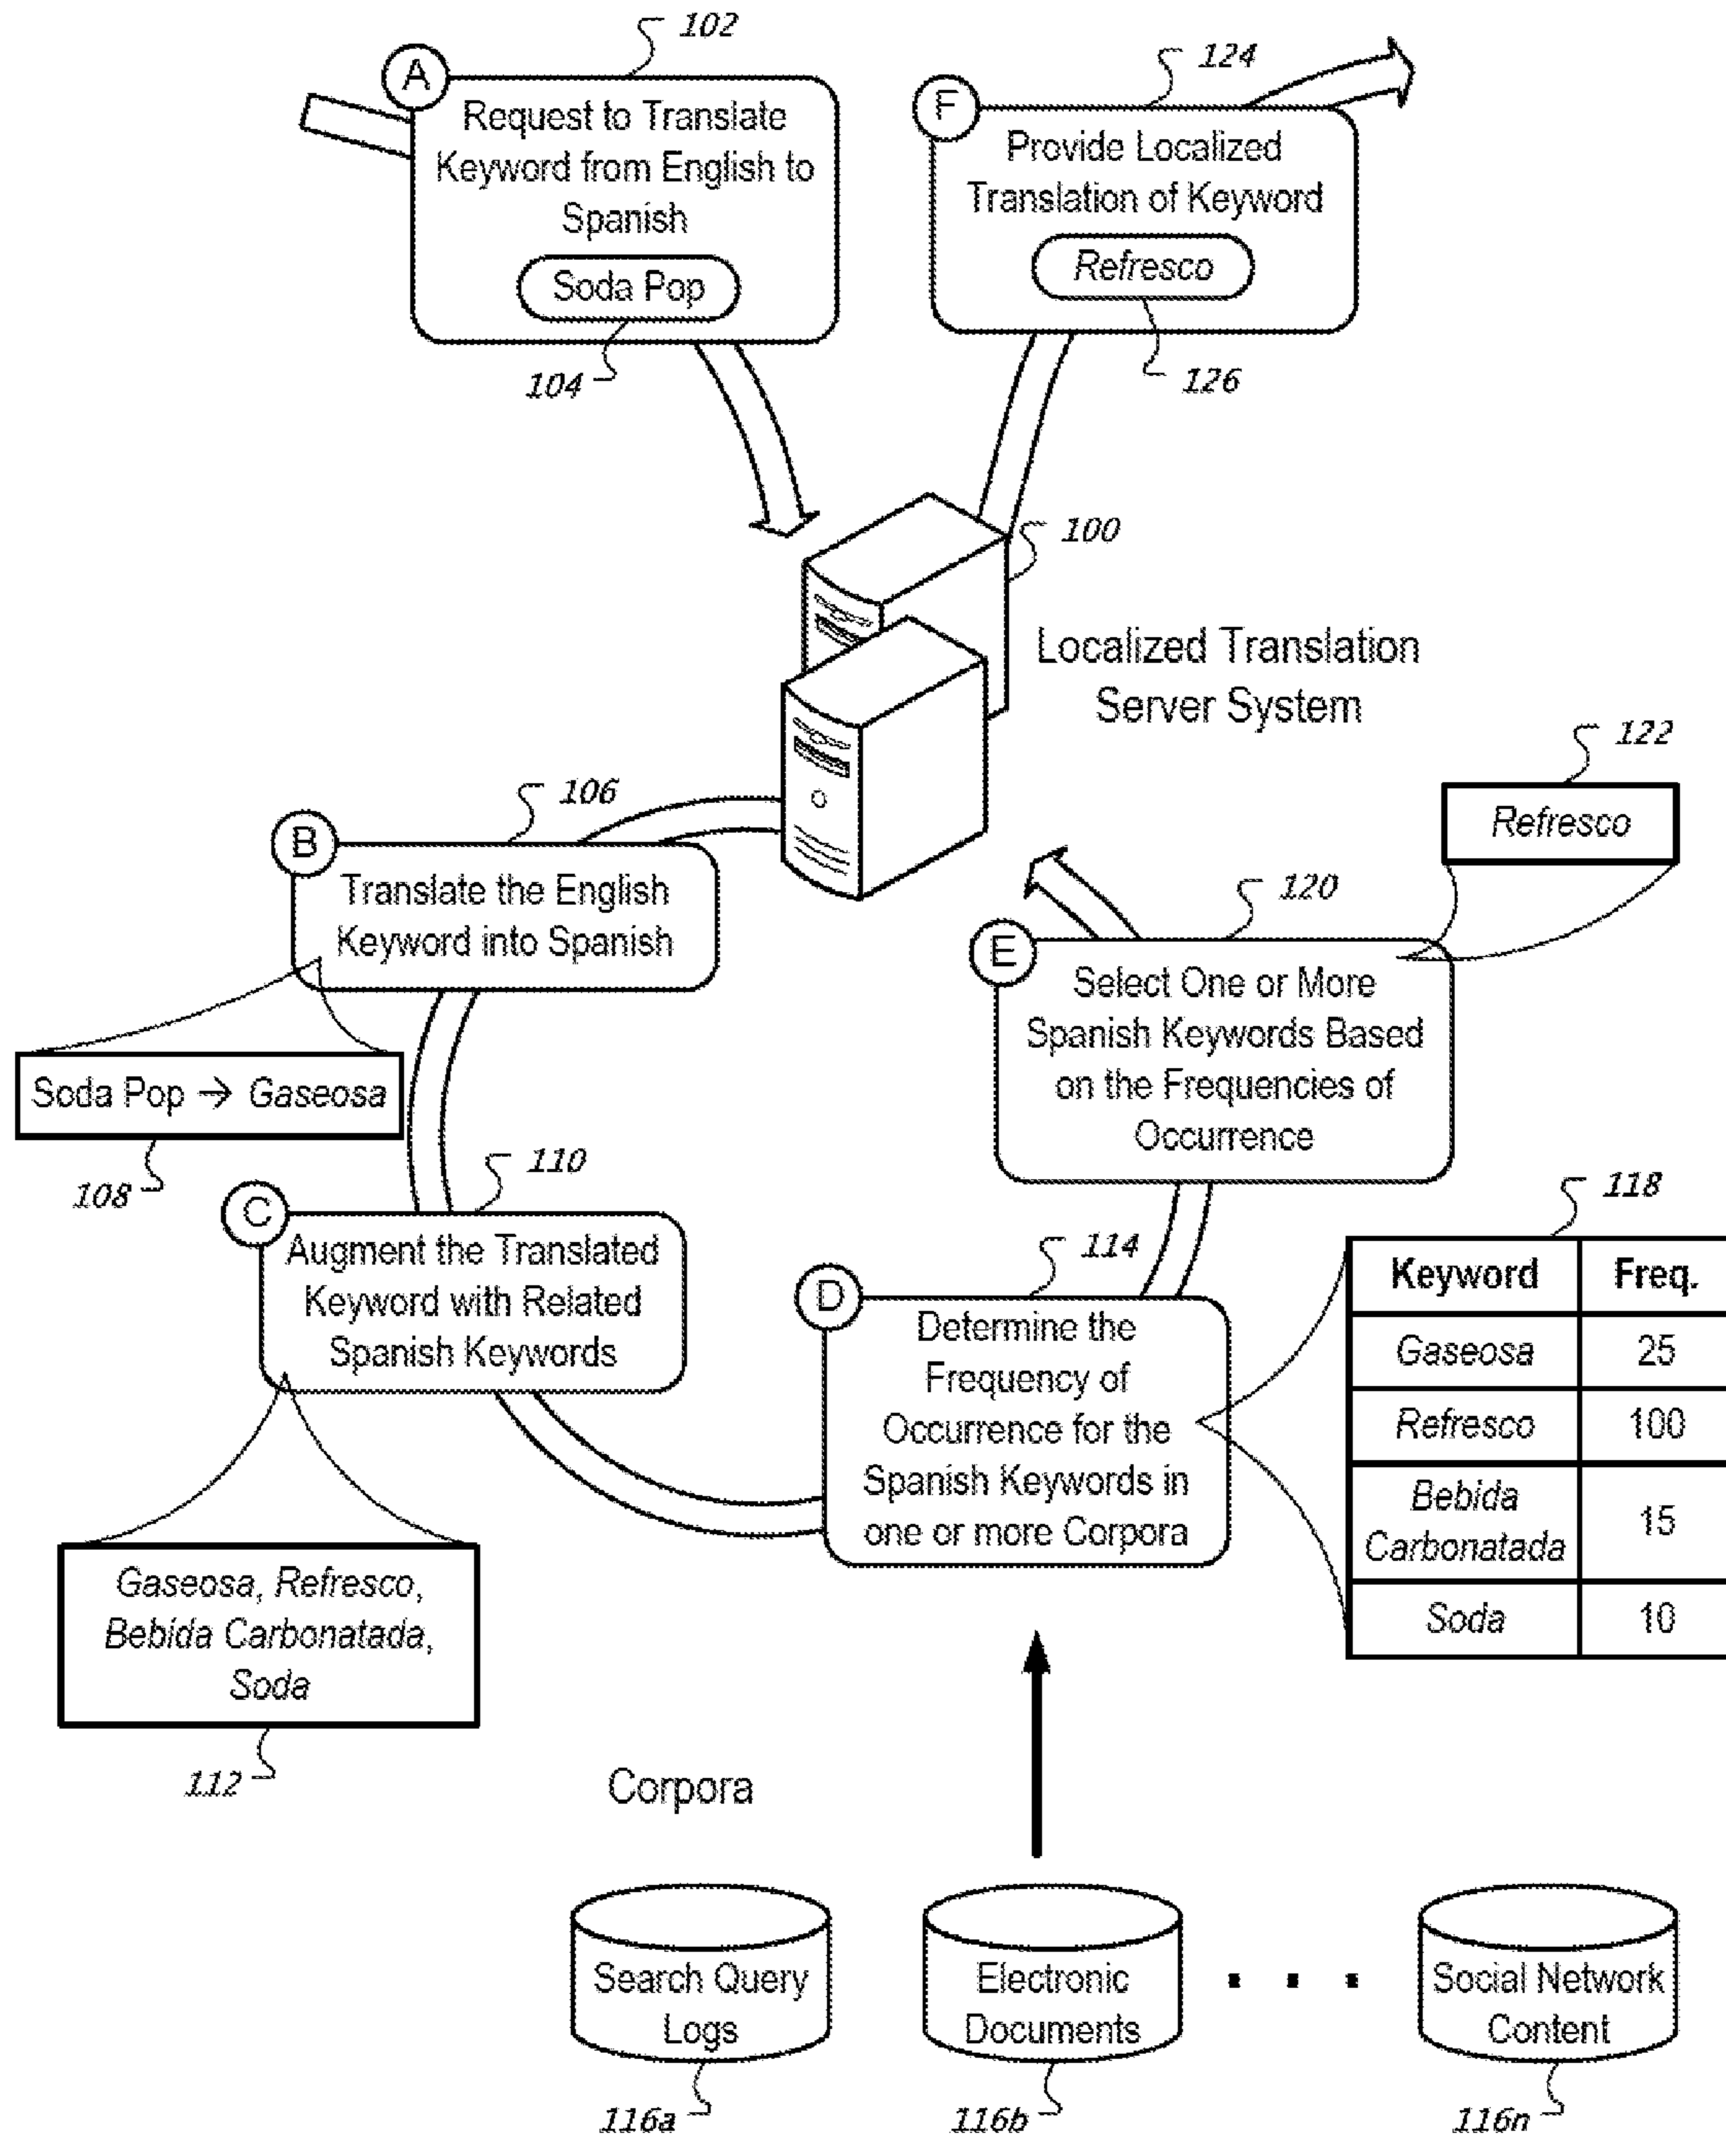 102
A
Request to Translate
Keyword from English to
Spanish
Soda Pop
104
124
F
Provide Localized
Translation of Keyword
Refresco
126
100
Localized Translation
Server System
106
B
Translate the English
Keyword into Spanish
Soda Pop → Gaseosa
108
122
Refresco
120
E
Select One or More
Spanish Keywords Based
on the Frequencies of
Occurrence
110
C
Augment the Translated
Keyword with Related
Spanish Keywords
Gaseosa, Refresco,
Bebida Carbonatada,
Soda
112
114
D
Determine the
Frequency of
Occurrence for the
Spanish Keywords in
one or more Corpora
118
Keyword Freq.
Gaseosa 25
Refresco 100
Bebida
Carbonatada 15
Soda 10
Corpora
Search Query
Logs
116a
Electronic
Documents
116b
. . .
Social Network
Content
116n